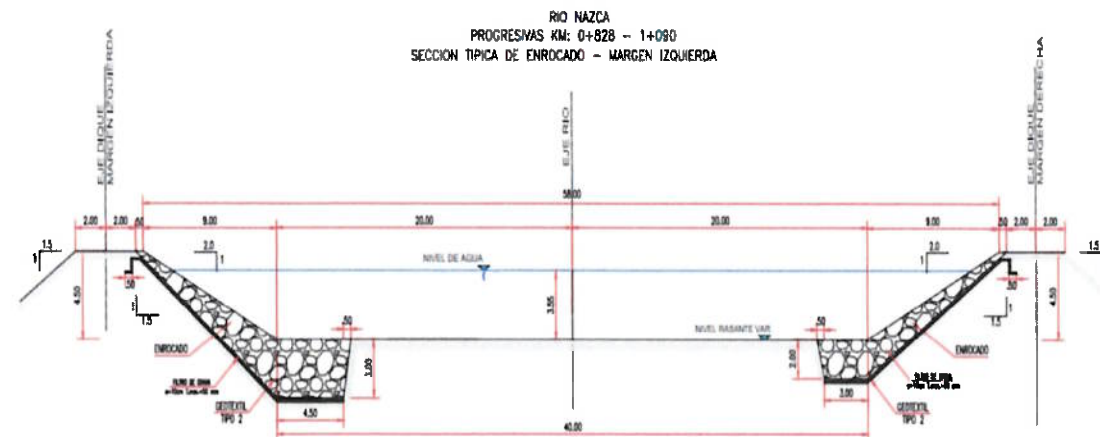 RIO NAZCA
PROGRESIVAS KM: 0+828 - 1+090
SECCION TIPICA DE ENROCADO - MARGEN IZQUIERDA
EJE DIQUE
MARGEN IZQUIERDA
EJE RIO
EJE DIQUE
MARGEN DERECHA
58.00
2.00
2.00
.50
9.00
20.00
20.00
9.00
.50
2.00
2.00
1.5
1
2.0
1
NIVEL DE AGUA
2.0
1
1.5
.50
4.50
1
1.5
3.55
.50
1
1.5
4.50
ENROCADO
.50
NIVEL RASANTE VAR.
.50
ENROCADO
3.00
2.00
GEOTEXTIL
TIPO 2
4.50
3.00
GEOTEXTIL
TIPO 2
40.00